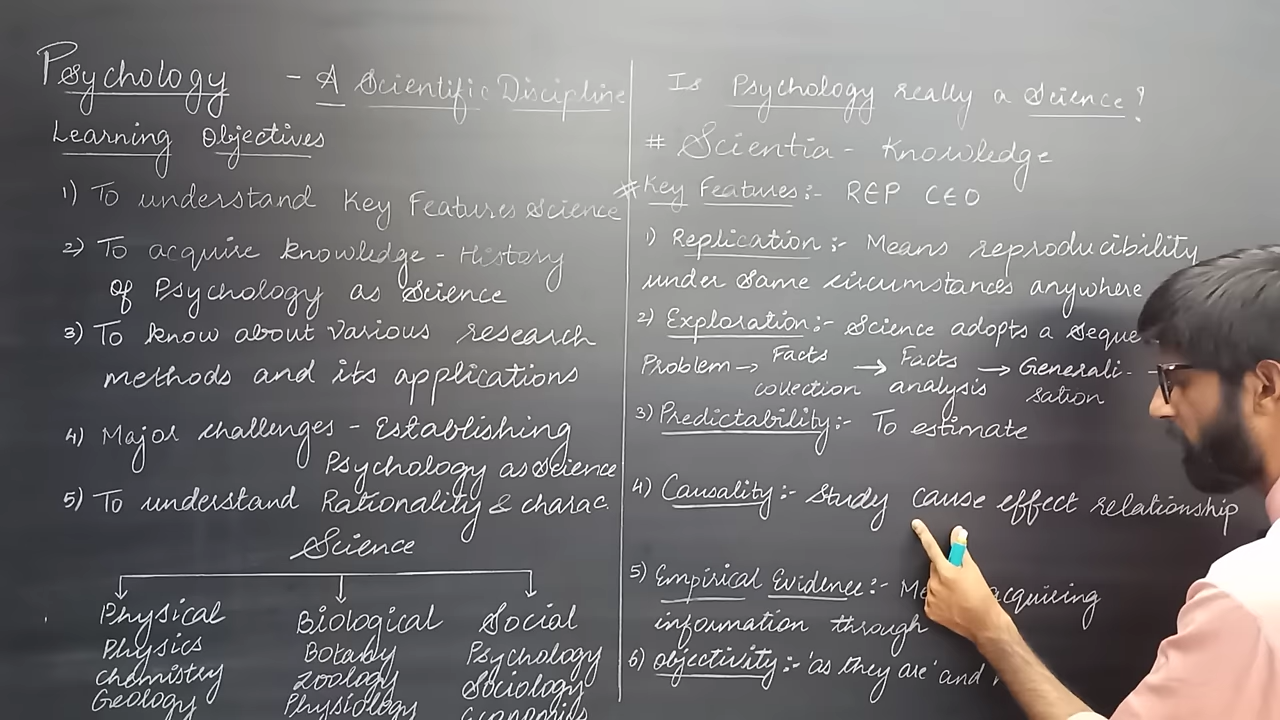 Psychology - A Scientific Discipline
Learning Objectives
1) To understand Key Features Science
2) To acquire knowledge - History
of Psychology as Science
3) To know about various research
methods and its applications
4) Major challenges - Establishing
Psychology as Science
5) To understand Rationality & charac.
Science
Physical Biological Social
Physics Botany Psychology
Chemistry Zoology Sociology
Geology Physiology Economics
Is Psychology really a Science?
# Scientia - Knowledge
# Key Features:- REP CEO
1) Replication:- Means reproducibility
under same circumstances anywhere
2) Exploration:- Science adopts a
Problem → Facts collection → Facts analysis → Generali-sation
3) Predictability:- To estimate
4) Causality:- Study cause effect relationship
5) Empirical Evidence:- acquiring
information through
6) Objectivity:- 'as they are' and